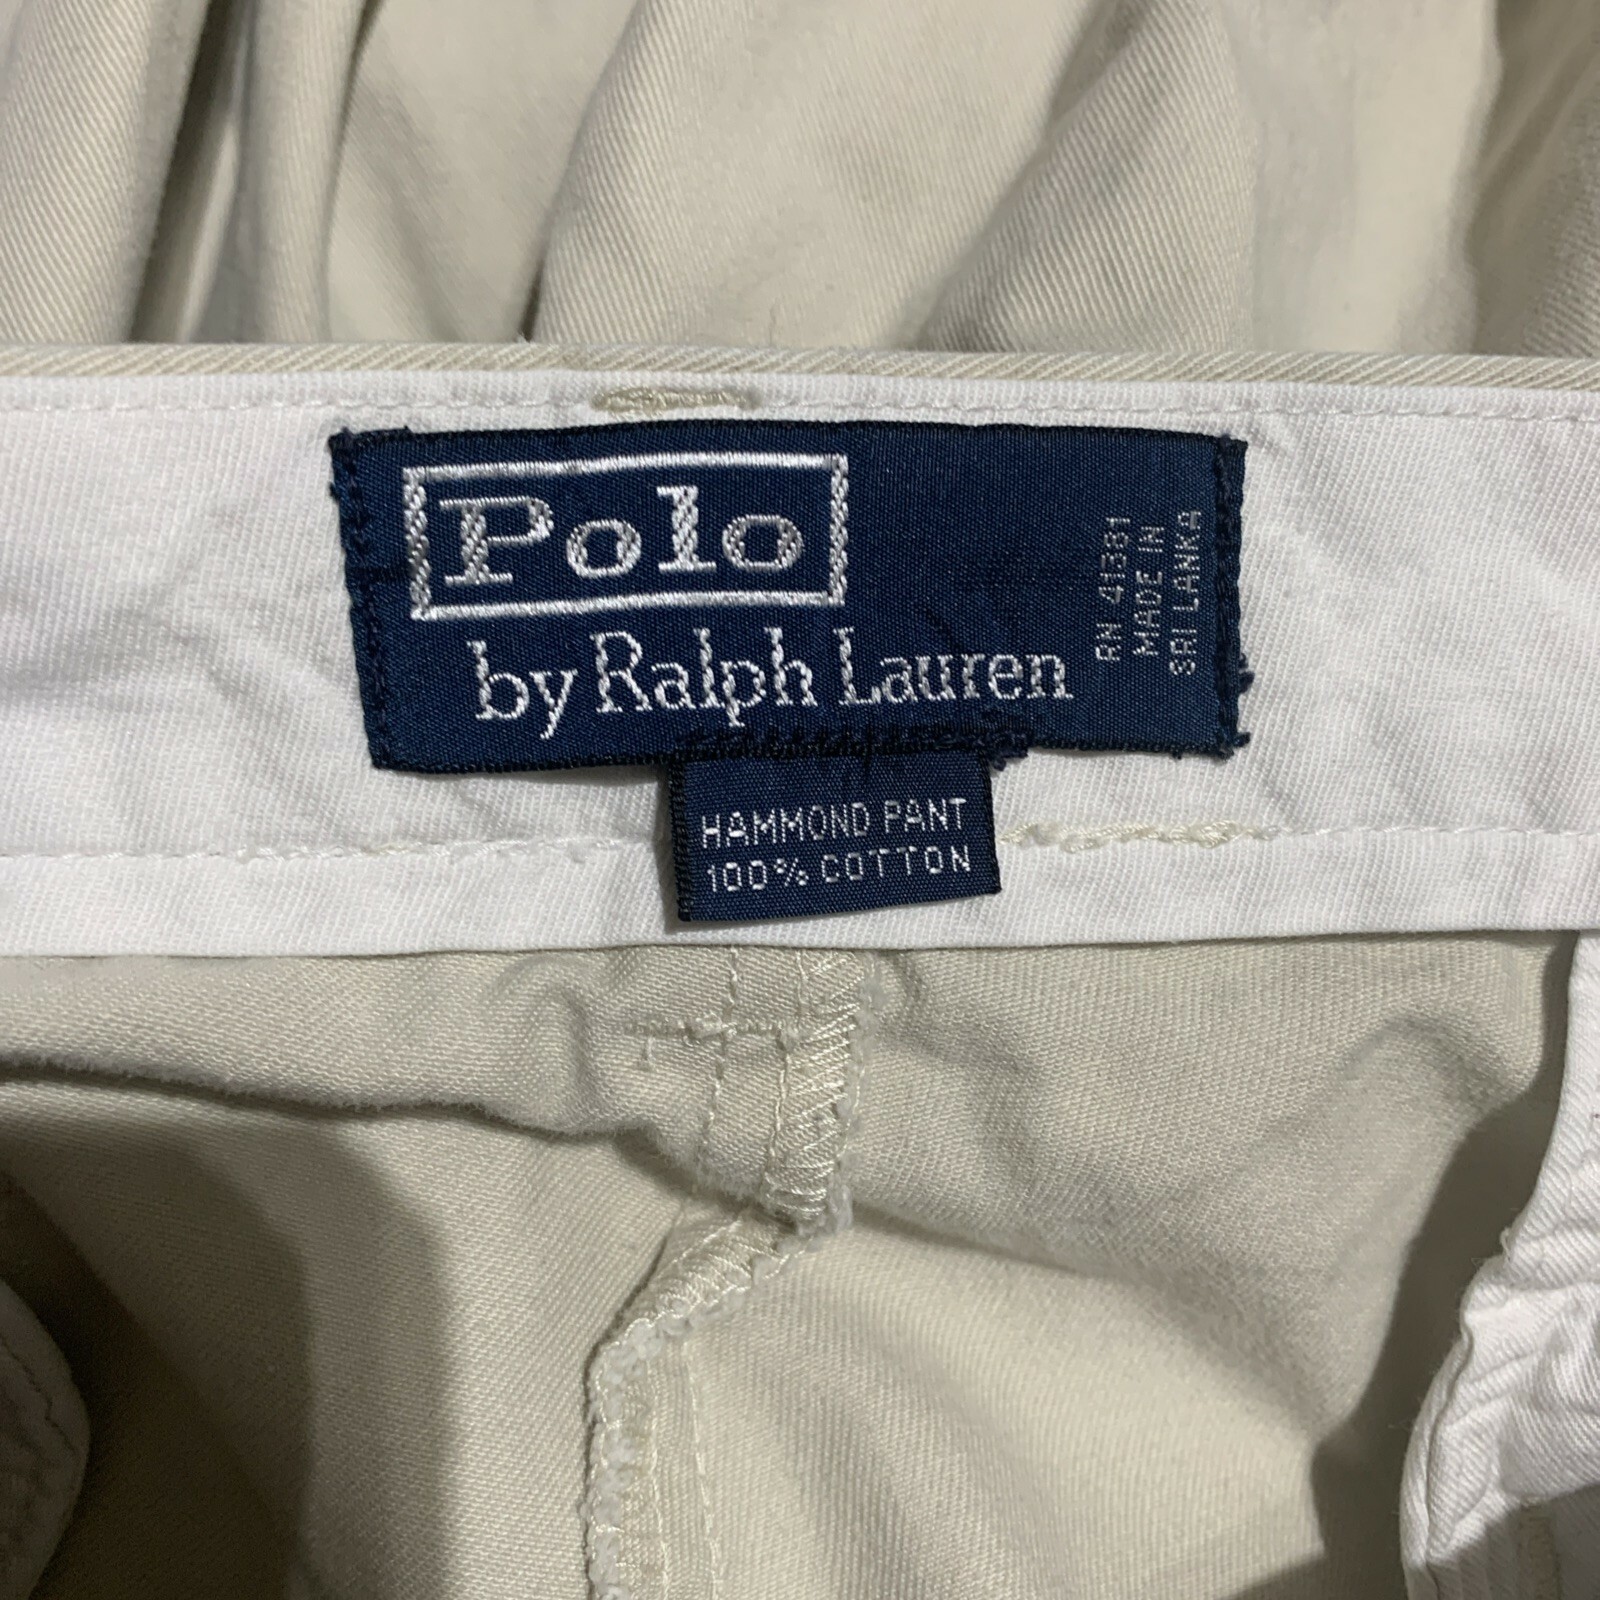 Polo
by Ralph Lauren
RN 41381
MADE IN
SRI LANKA
HAMMOND PANT
100% COTTON